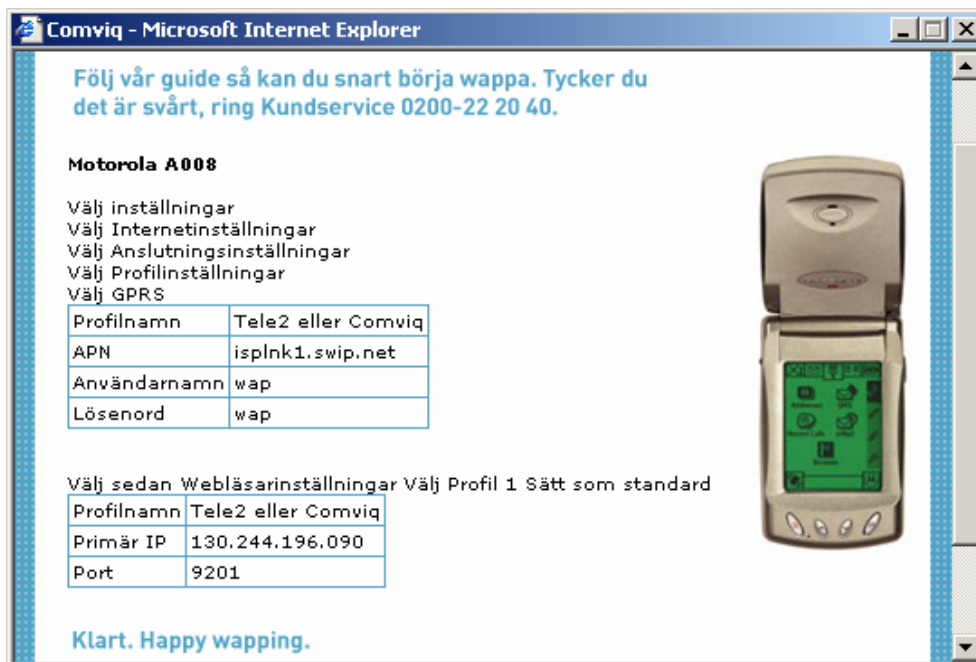 Comviq - Microsoft Internet Explorer
Följ vår guide så kan du snart börja wappa. Tycker du
det är svårt, ring Kundservice 0200-22 20 40.
Motorola A008
Välj inställningar
Välj Internetinställningar
Välj Anslutningsinställningar
Välj Profilinställningar
Välj GPRS
Profilnamn Tele2 eller Comviq
APN isplnk1.swip.net
Användarnamn wap
Lösenord wap
Välj sedan Webläsarinställningar Välj Profil 1 Sätt som standard
Profilnamn Tele2 eller Comviq
Primär IP 130.244.196.090
Port 9201
Klart. Happy wapping.